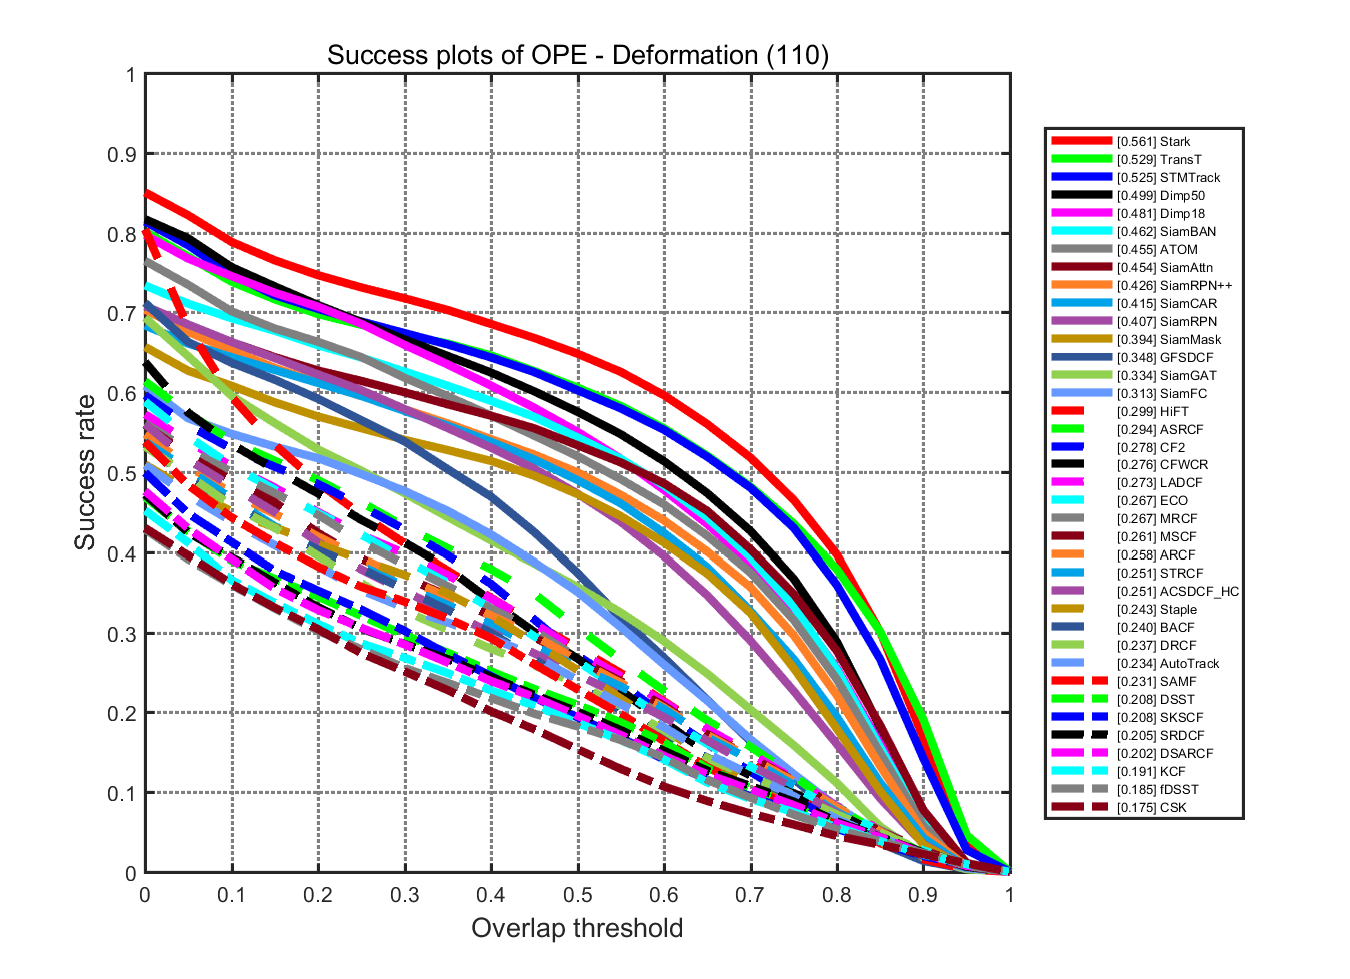 Success plots of OPE - Deformation (110)
1
0.9
0.8
0.7
0.6
0.5
0.4
0.3
0.2
0.1
0
Success rate
0 0.1 0.2 0.3 0.4 0.5 0.6 0.7 0.8 0.9 1
Overlap threshold
[0.561] Stark
[0.529] TransT
[0.525] STMTrack
[0.499] Dimp50
[0.481] Dimp18
[0.462] SiamBAN
[0.455] ATOM
[0.454] SiamAttn
[0.426] SiamRPN++
[0.415] SiamCAR
[0.407] SiamRPN
[0.394] SiamMask
[0.348] GFSDCF
[0.334] SiamGAT
[0.313] SiamFC
[0.299] HiFT
[0.294] ASRCF
[0.278] CF2
[0.276] CFWCR
[0.273] LADCF
[0.267] ECO
[0.267] MRCF
[0.261] MSCF
[0.258] ARCF
[0.251] STRCF
[0.251] ACSDCF_HC
[0.243] Staple
[0.240] BACF
[0.237] DRCF
[0.234] AutoTrack
[0.231] SAMF
[0.208] DSST
[0.208] SKSCF
[0.205] SRDCF
[0.202] DSARCF
[0.191] KCF
[0.185] fDSST
[0.175] CSK